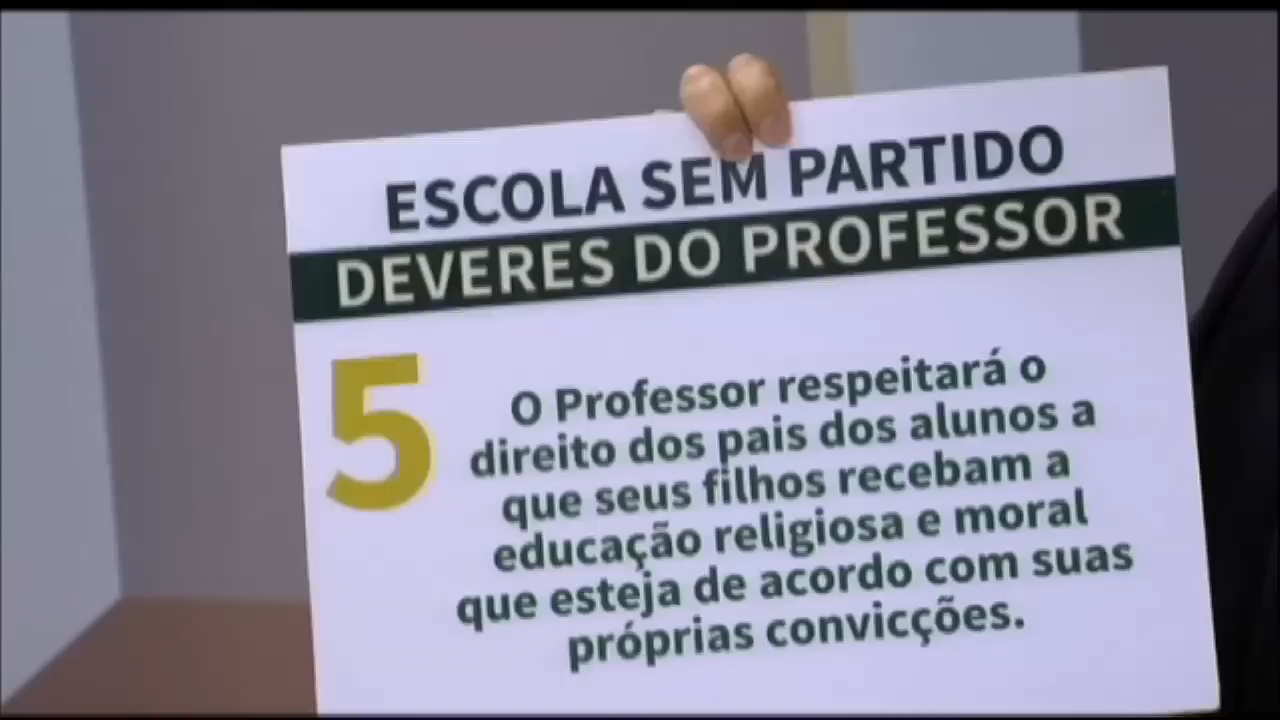 ESCOLA SEM PARTIDO
DEVERES DO PROFESSOR
5
O Professor respeitará o
direito dos pais dos alunos a
que seus filhos recebam a
educação religiosa e moral
que esteja de acordo com suas
próprias convicções.